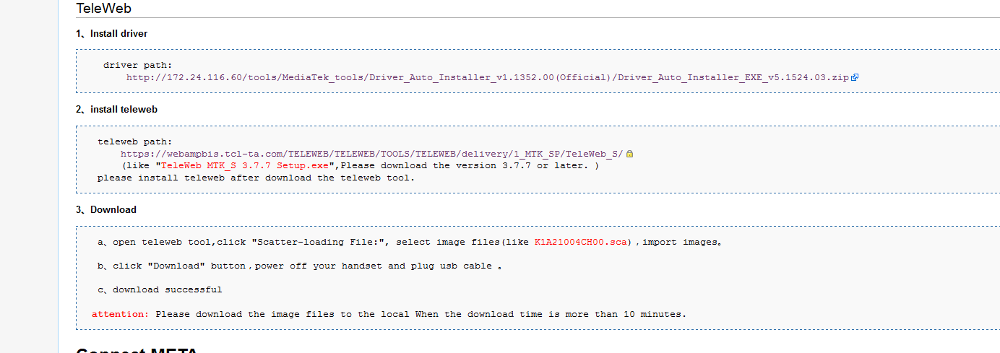 TeleWeb
1、Install driver
driver path:
http://172.24.116.60/tools/MediaTek_tools/Driver_Auto_Installer_v1.1352.00(Official)/Driver_Auto_Installer_EXE_v5.1524.03.zip
2、install teleweb
teleweb path:
https://webampbis.tcl-ta.com/TELEWEB/TELEWEB/TOOLS/TELEWEB/delivery/1_MTK_SP/TeleWeb_S/
(like "TeleWeb MTK_S 3.7.7 Setup.exe",Please download the version 3.7.7 or later. )
please install teleweb after download the teleweb tool.
3、Download
a、open teleweb tool,click "Scatter-loading File:", select image files(like K1A21004CH00.sca)，import images。
b、click "Download" button，power off your handset and plug usb cable 。
c、download successful
attention: Please download the image files to the local When the download time is more than 10 minutes.
Connect META